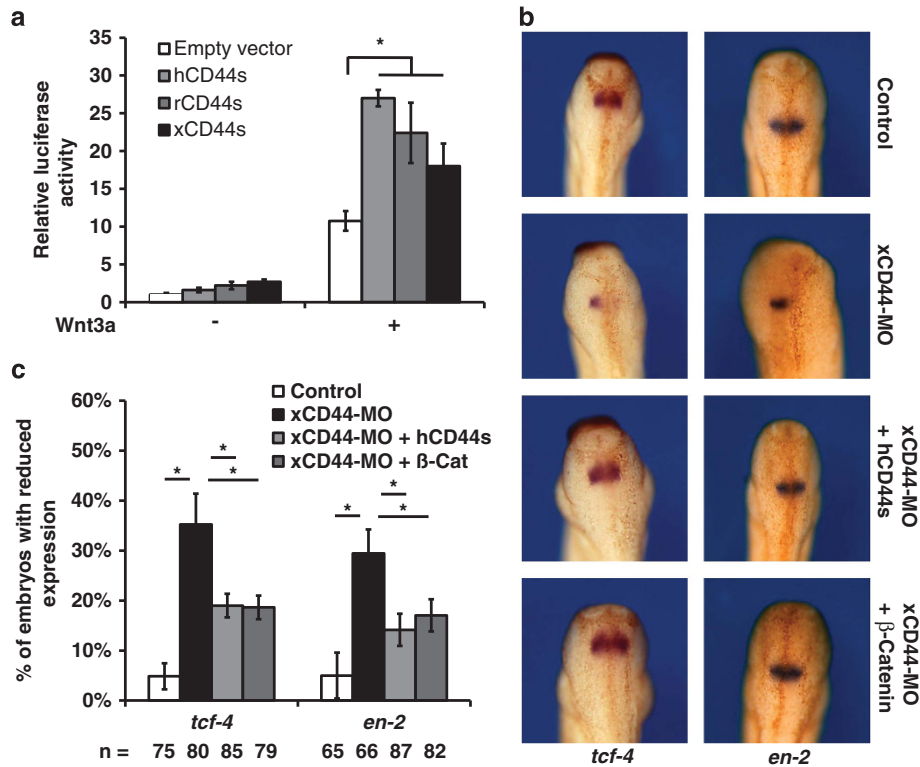 a
35
30
25
20
15
10
5
0
Relative luciferase
activity
Empty vector
hCD44s
rCD44s
xCD44s
*
Wnt3a - +
b
Control
xCD44-MO
xCD44-MO
+ hCD44s
xCD44-MO
+ β-Catenin
tcf-4 en-2
c
60%
50%
40%
30%
20%
10%
0%
% of embryos with reduced
expression
Control
xCD44-MO
xCD44-MO + hCD44s
xCD44-MO + ß-Cat
* * *
* * *
tcf-4 en-2
n = 75 80 85 79 65 66 87 82